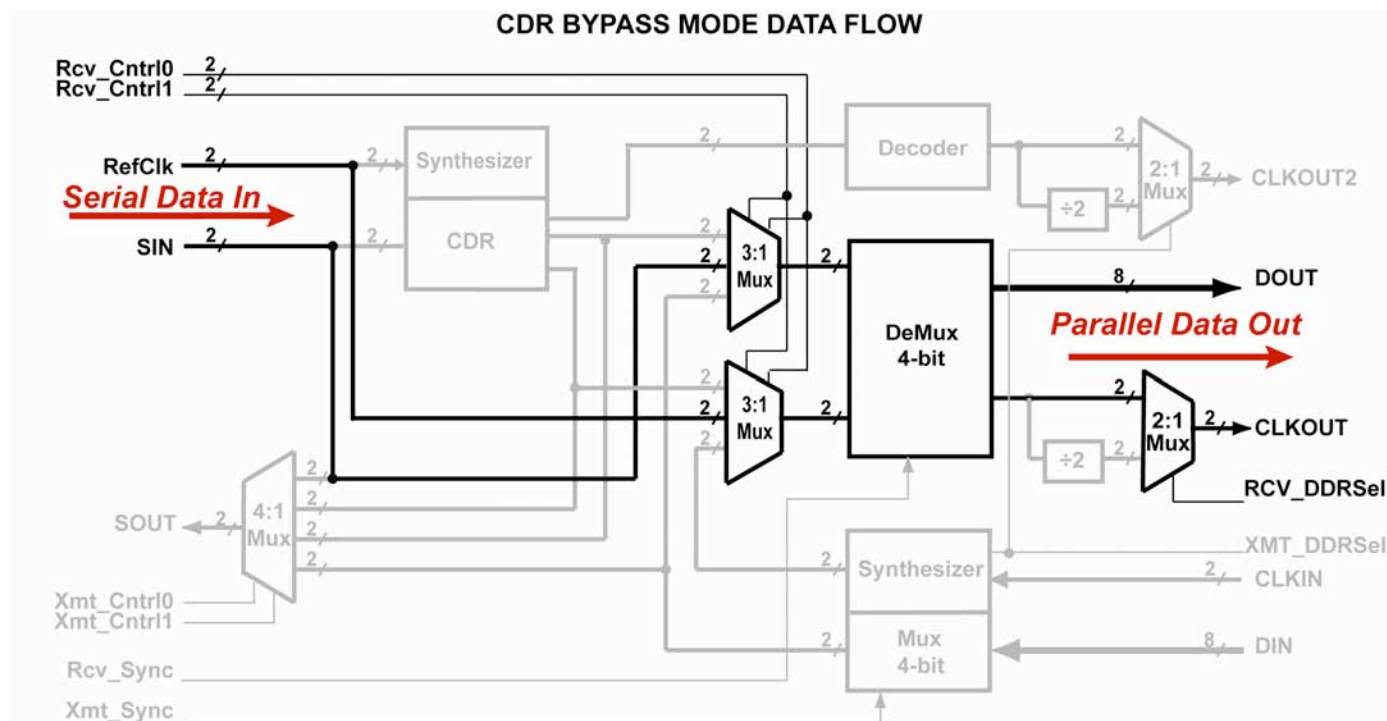 CDR BYPASS MODE DATA FLOW
Rcv_Cntrl0 2
Rcv_Cntrl1 2
RefClk 2
2
Synthesizer
2
Decoder
2
2:1
Mux
2
CLKOUT2
÷2
2
Serial Data In
SIN 2
2
CDR
2
2
2
3:1
Mux
2
DeMux
4-bit
8
DOUT
Parallel Data Out
2
2
2
3:1
Mux
2
2
2:1
Mux
2
CLKOUT
÷2
2
RCV_DDRSel
SOUT
2
4:1
Mux
2
2
2
2
2
Synthesizer
XMT_DDRSel
2
CLKIN
Xmt_Cntrl0
Xmt_Cntrl1
2
Mux
4-bit
8
DIN
Rcv_Sync
Xmt_Sync